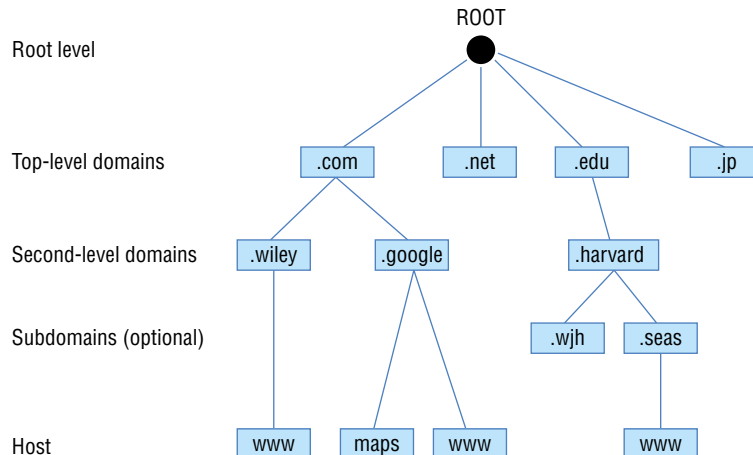 ROOT
Root level
Top-level domains .com .net .edu .jp
Second-level domains .wiley .google .harvard
Subdomains (optional) .wjh .seas
Host www maps www www